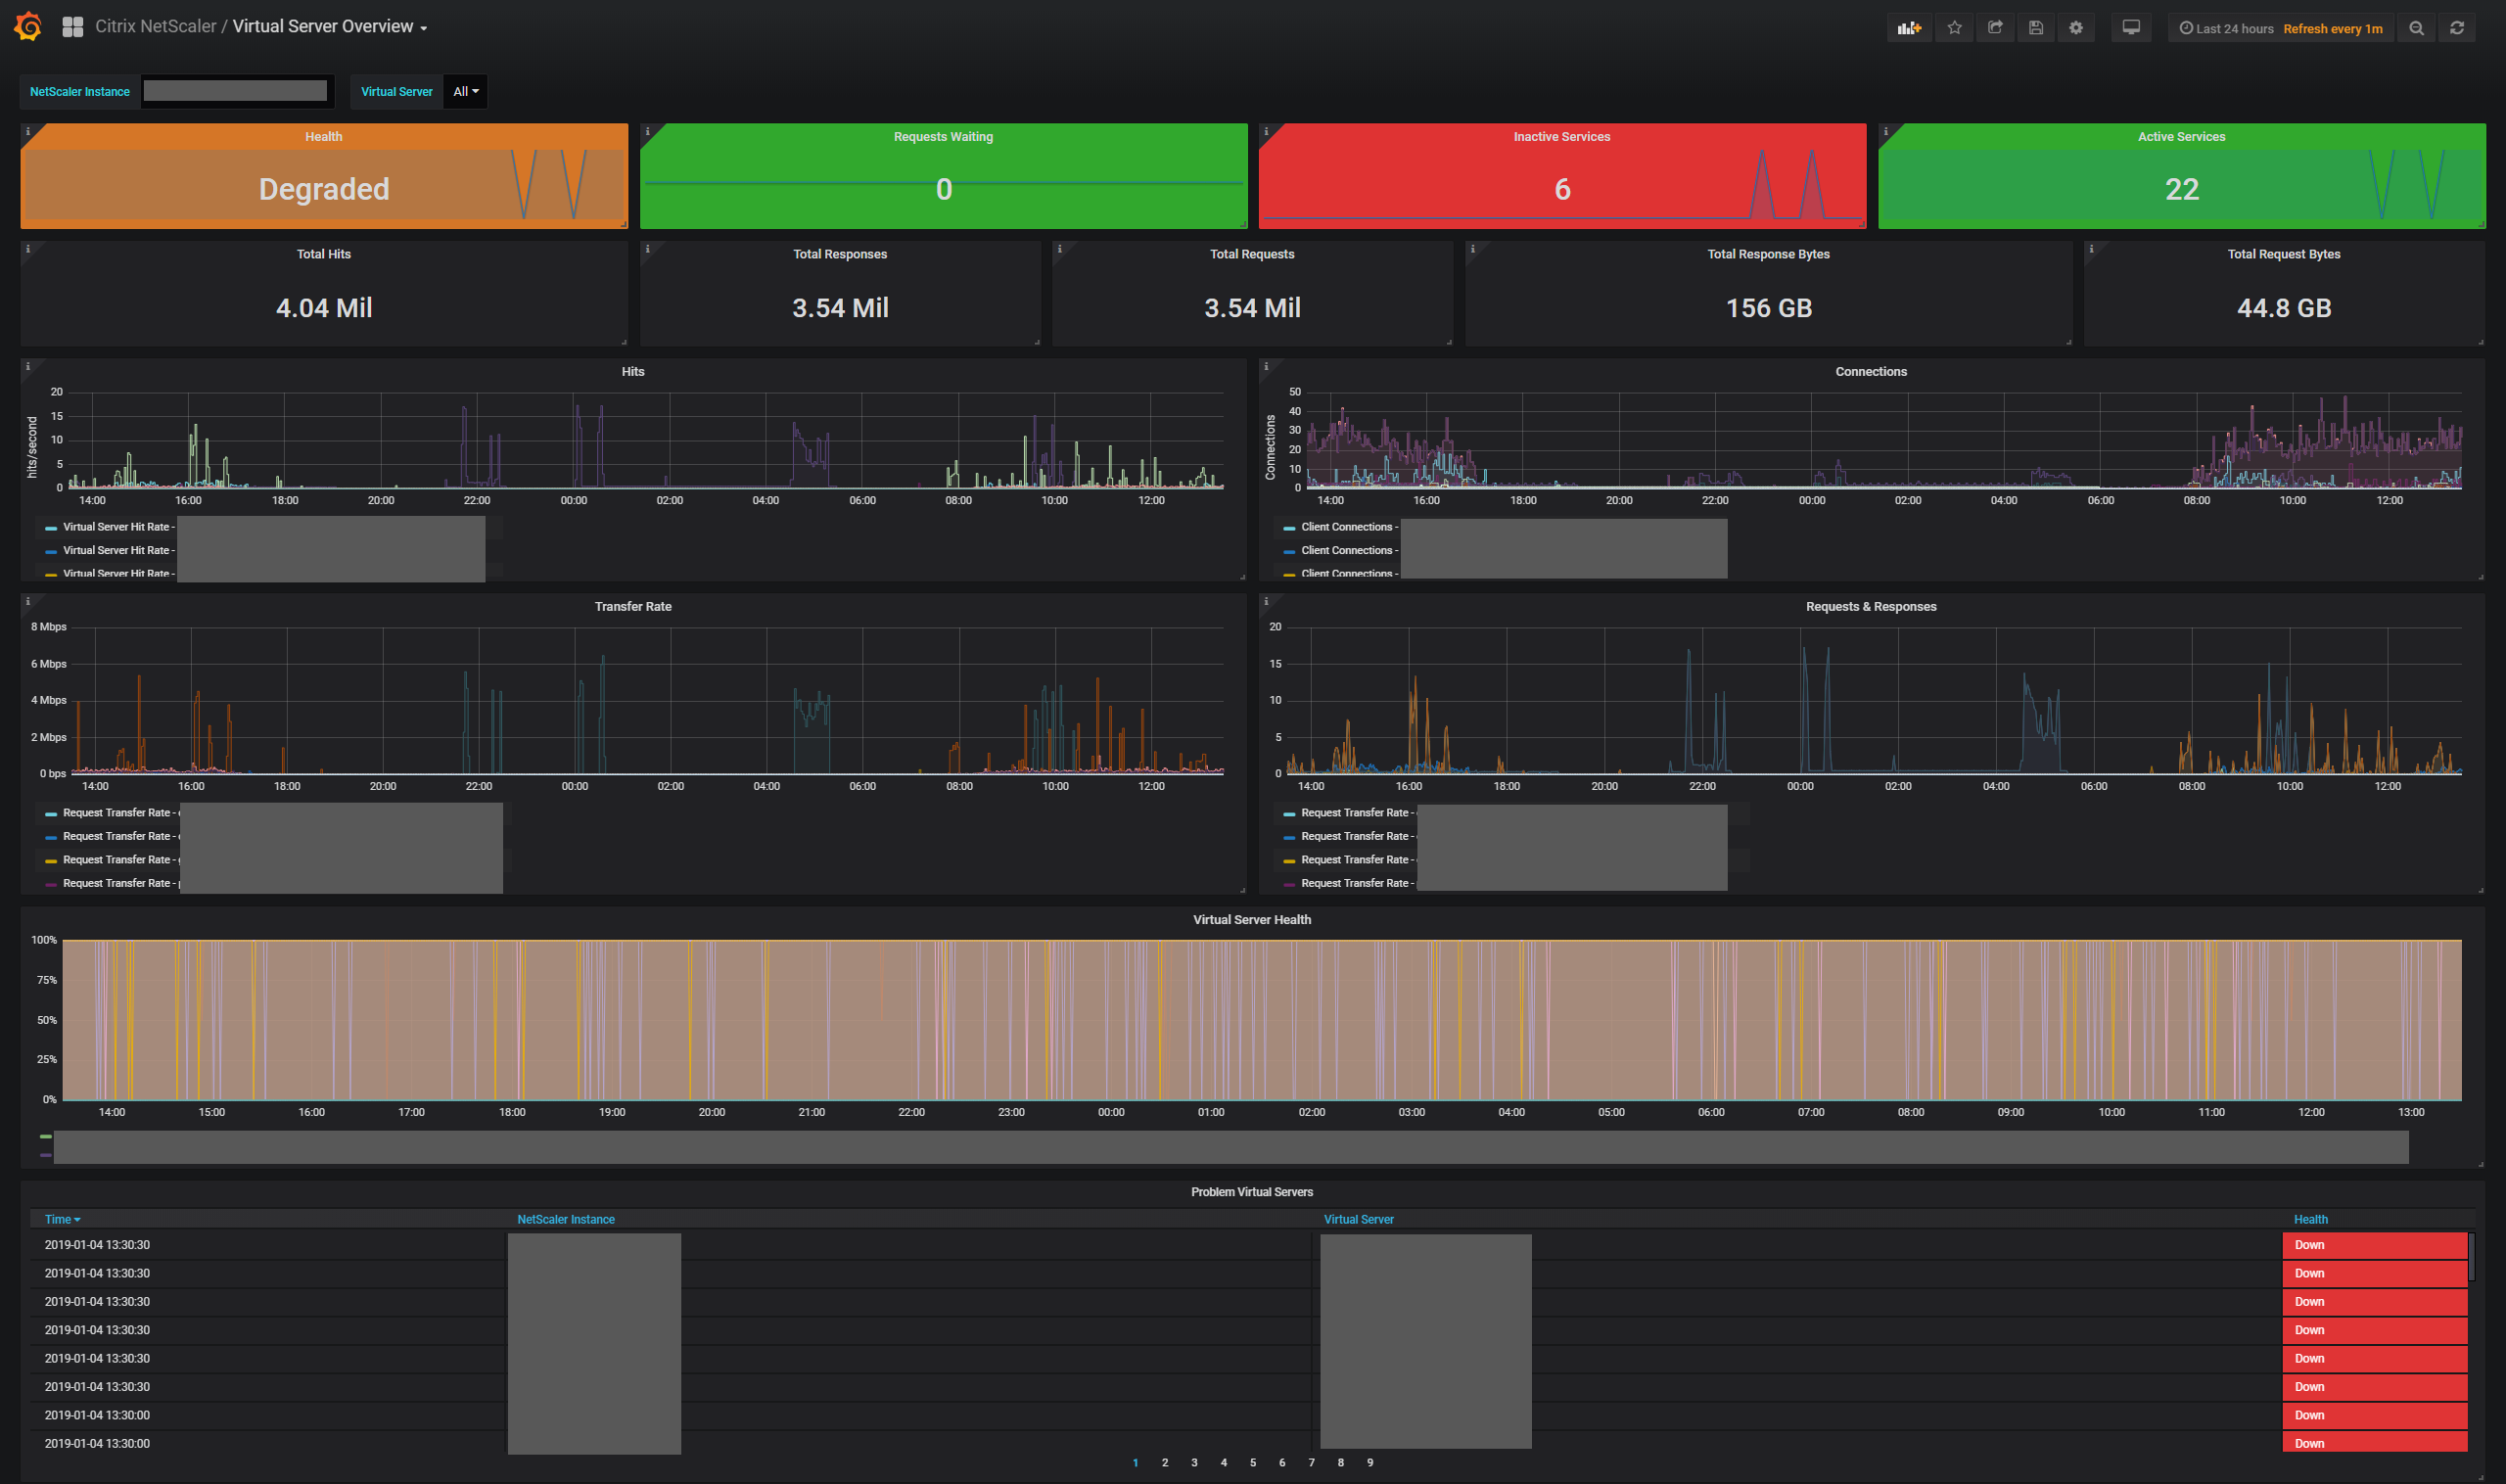 Citrix NetScaler / Virtual Server Overview
Last 24 hours Refresh every 1m
NetScaler Instance
Virtual Server All
Health
Degraded
Requests Waiting
0
Inactive Services
6
Active Services
22
Total Hits
4.04 Mil
Total Responses
3.54 Mil
Total Requests
3.54 Mil
Total Response Bytes
156 GB
Total Request Bytes
44.8 GB
Hits
hits/second
20
15
10
5
0
14:00 16:00 18:00 20:00 22:00 00:00 02:00 04:00 06:00 08:00 10:00 12:00
Virtual Server Hit Rate -
Virtual Server Hit Rate -
Virtual Server Hit Rate -
Connections
Connections
50
40
30
20
10
0
14:00 16:00 18:00 20:00 22:00 00:00 02:00 04:00 06:00 08:00 10:00 12:00
Client Connections -
Client Connections -
Client Connections -
Transfer Rate
8 Mbps
6 Mbps
4 Mbps
2 Mbps
0 bps
14:00 16:00 18:00 20:00 22:00 00:00 02:00 04:00 06:00 08:00 10:00 12:00
Request Transfer Rate -
Request Transfer Rate -
Request Transfer Rate -
Request Transfer Rate -
Requests & Responses
20
15
10
5
0
14:00 16:00 18:00 20:00 22:00 00:00 02:00 04:00 06:00 08:00 10:00 12:00
Request Transfer Rate -
Request Transfer Rate -
Request Transfer Rate -
Request Transfer Rate -
Virtual Server Health
100%
75%
50%
25%
0%
14:00 15:00 16:00 17:00 18:00 19:00 20:00 21:00 22:00 23:00 00:00 01:00 02:00 03:00 04:00 05:00 06:00 07:00 08:00 09:00 10:00 11:00 12:00 13:00
Problem Virtual Servers
Time NetScaler Instance Virtual Server Health
2019-01-04 13:30:30 Down
2019-01-04 13:30:30 Down
2019-01-04 13:30:30 Down
2019-01-04 13:30:30 Down
2019-01-04 13:30:30 Down
2019-01-04 13:30:30 Down
2019-01-04 13:30:00 Down
2019-01-04 13:30:00 Down
1 2 3 4 5 6 7 8 9